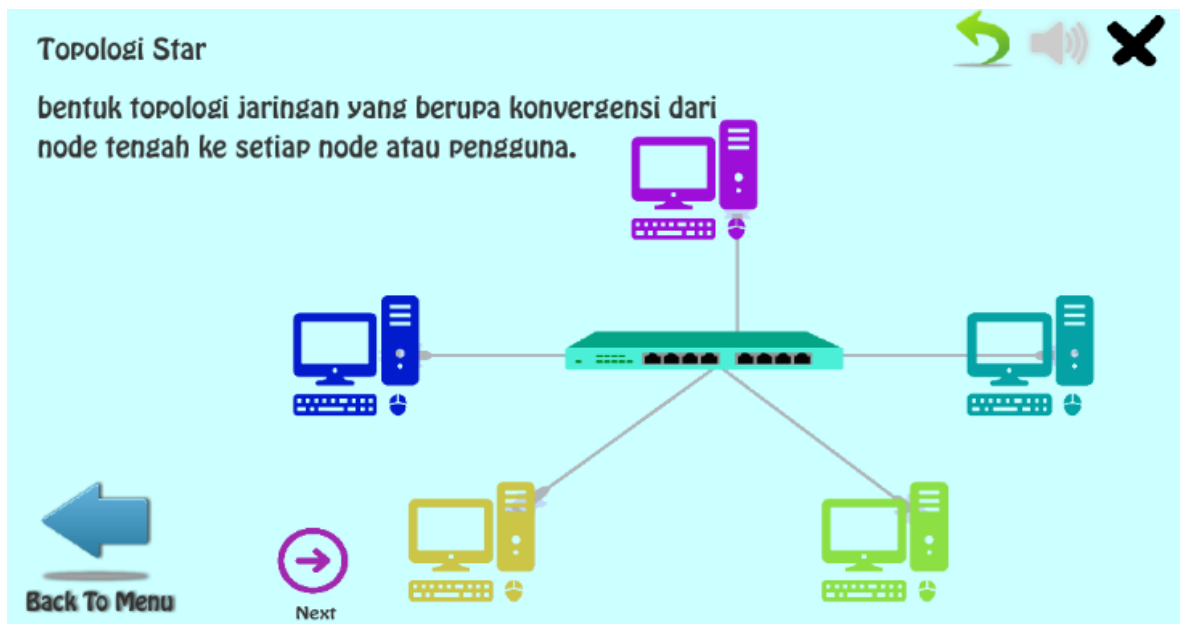 Topologi Star
bentuk topologi jaringan yang berupa konvergensi dari
node tengah ke setiap node atau pengguna.
Back To Menu
Next